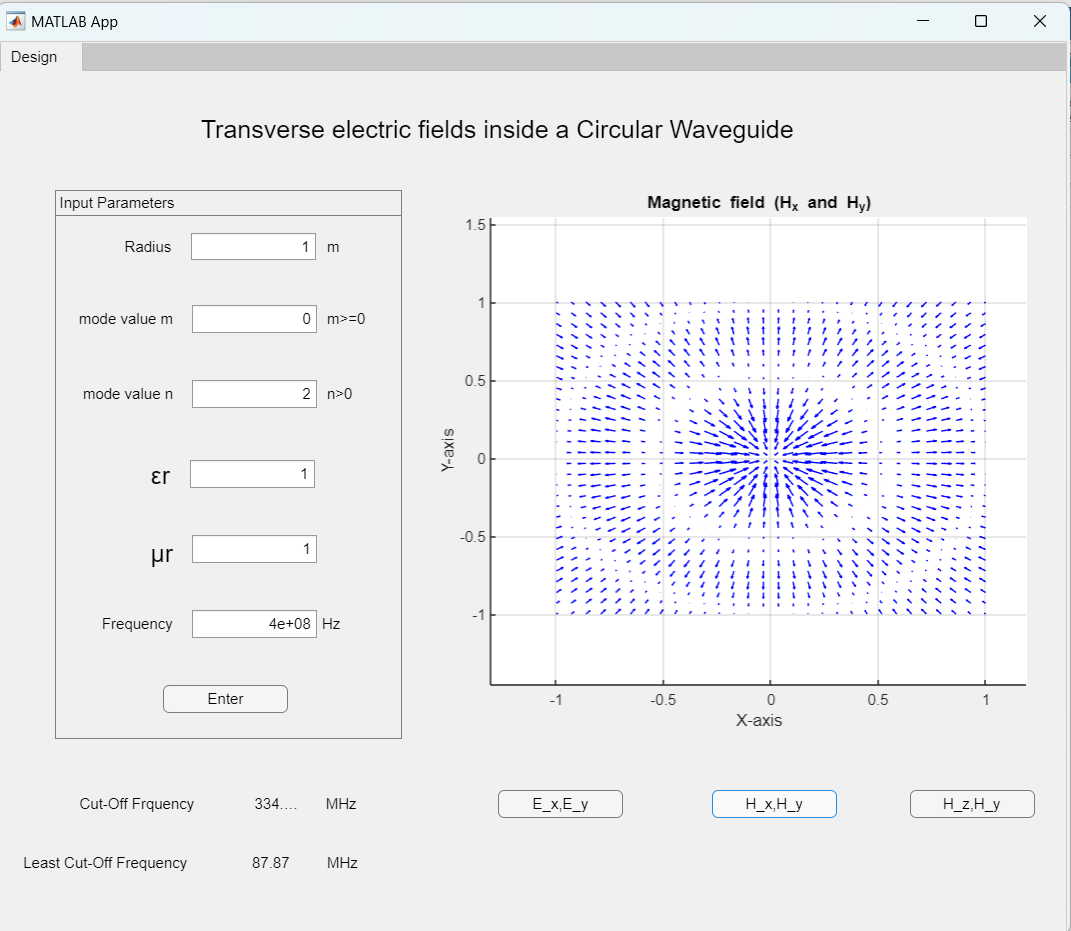 MATLAB App
Design
Transverse electric fields inside a Circular Waveguide
Input Parameters
Radius 1 m
mode value m 0 m>=0
mode value n 2 n>0
εr 1
μr 1
Frequency 4e+08 Hz
Enter
Magnetic field (Hx and Hy)
1.5
1
0.5
0
-0.5
-1
Y-axis
-1 -0.5 0 0.5 1
X-axis
Cut-Off Frquency 334.... MHz
Least Cut-Off Frequency 87.87 MHz
E_x,E_y
H_x,H_y
H_z,H_y